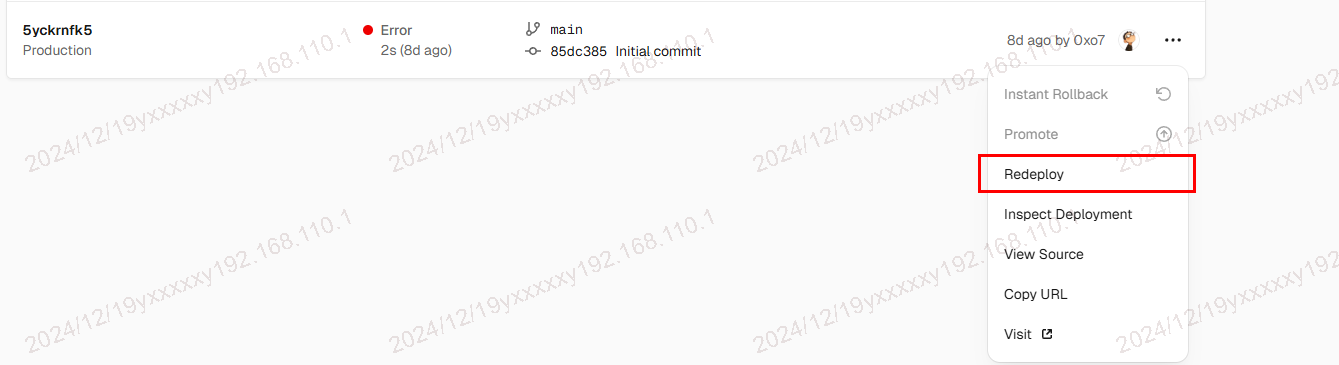 5yckrnfk5
Production
Error
2s (8d ago)
main
85dc385 Initial commit
8d ago by 0xo7
Instant Rollback
Promote
Redeploy
Inspect Deployment
View Source
Copy URL
Visit
2024/12/19yxxxxxy192.168.110.1
2024/12/19yxxxxxy192.168.110.1
2024/12/19yxxxxxy192.168.110.1
2024/12/19yxxxxxy192.168.110.1
2024/12/19yxxxxxy192.168.110.1
2024/12/19yxxxxxy192.168.110.1
2024/12/19yxxxxxy192.168.110.1
2024/12/19yxxxxxy192.168.110.1